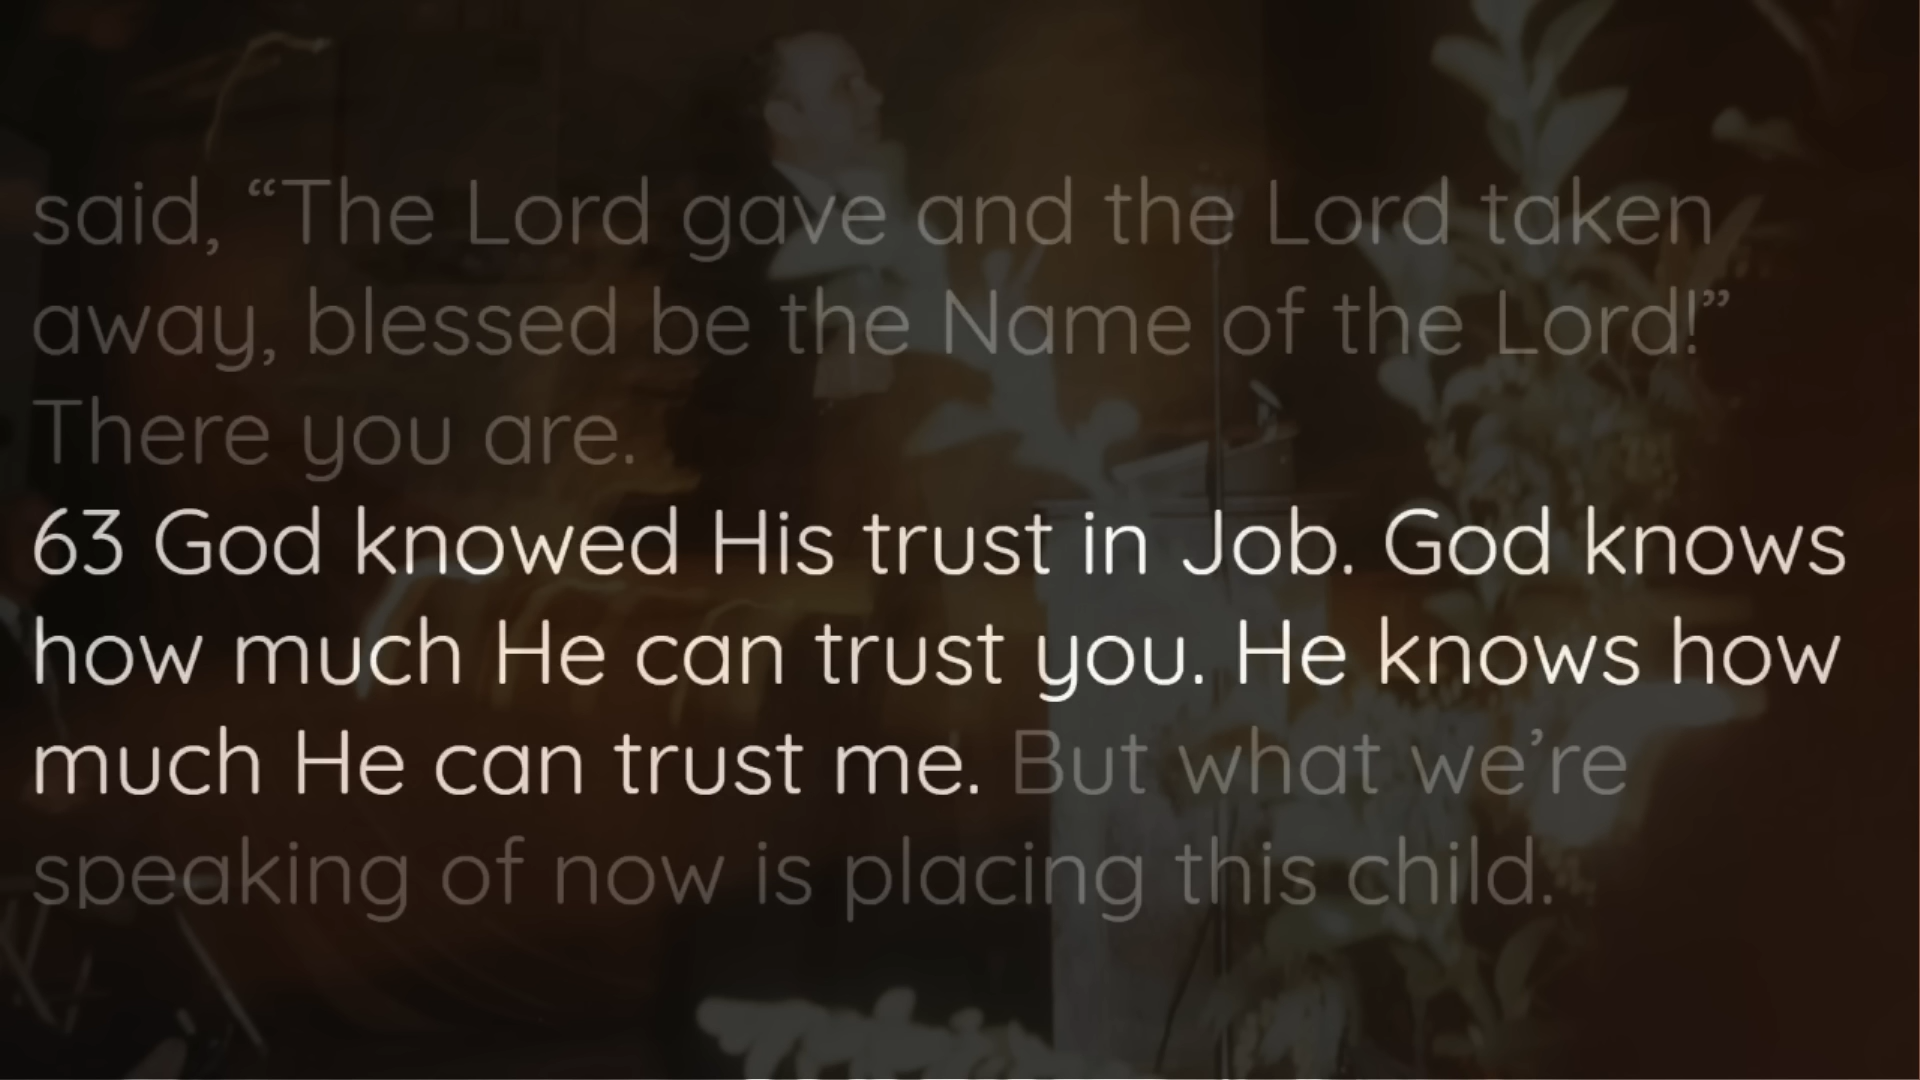 said, “The Lord gave and the Lord taken
away, blessed be the Name of the Lord!”
There you are.
63 God knowed His trust in Job. God knows
how much He can trust you. He knows how
much He can trust me. But what we’re
speaking of now is placing this child.